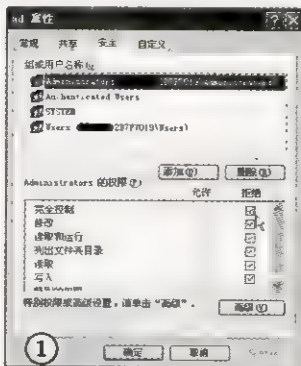 ad 属性
常规 共享 安全 自定义
组或用户名称(G):
Administrators
Authenticated Users
SYSTEM
Users
添加(D)... 删除(R)
Administrators 的权限(P) 允许 拒绝
完全控制
修改
读取和运行
列出文件夹目录
读取
写入
特别权限或高级设置，请单击“高级”。 高级(V)
① 确定 取消